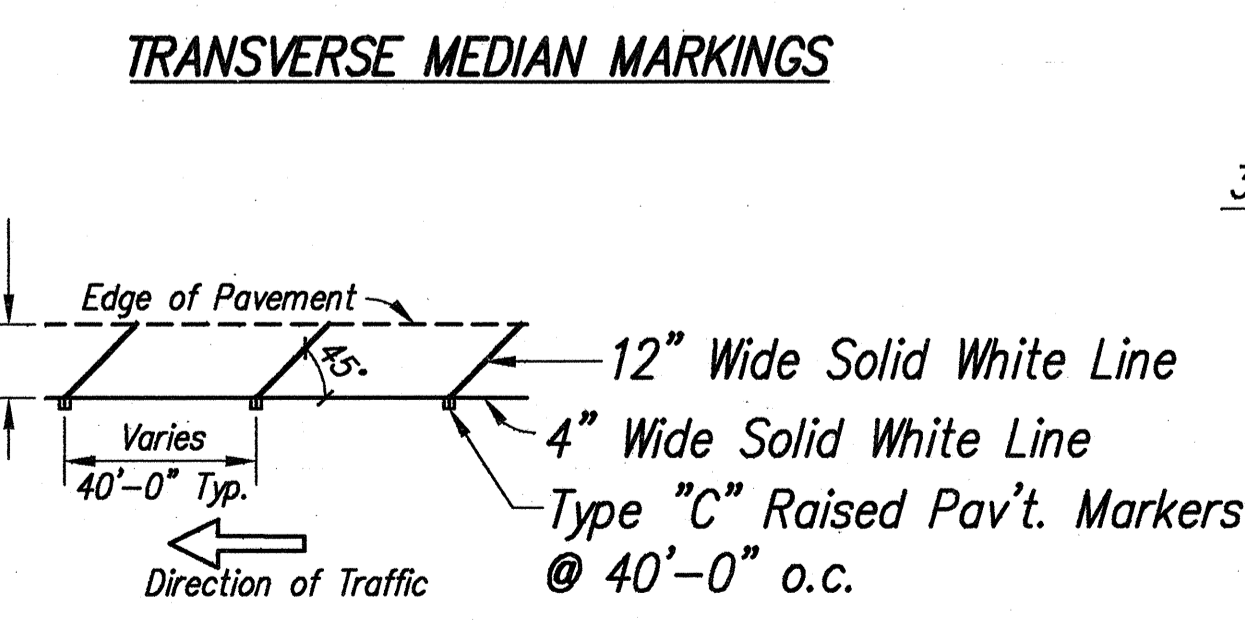 TRANSVERSE MEDIAN MARKINGS
3
Edge of Pavement
45°
12" Wide Solid White Line
4" Wide Solid White Line
Varies
40'-0" Typ.
Type "C" Raised Pav't. Markers
@ 40'-0" o.c.
Direction of Traffic